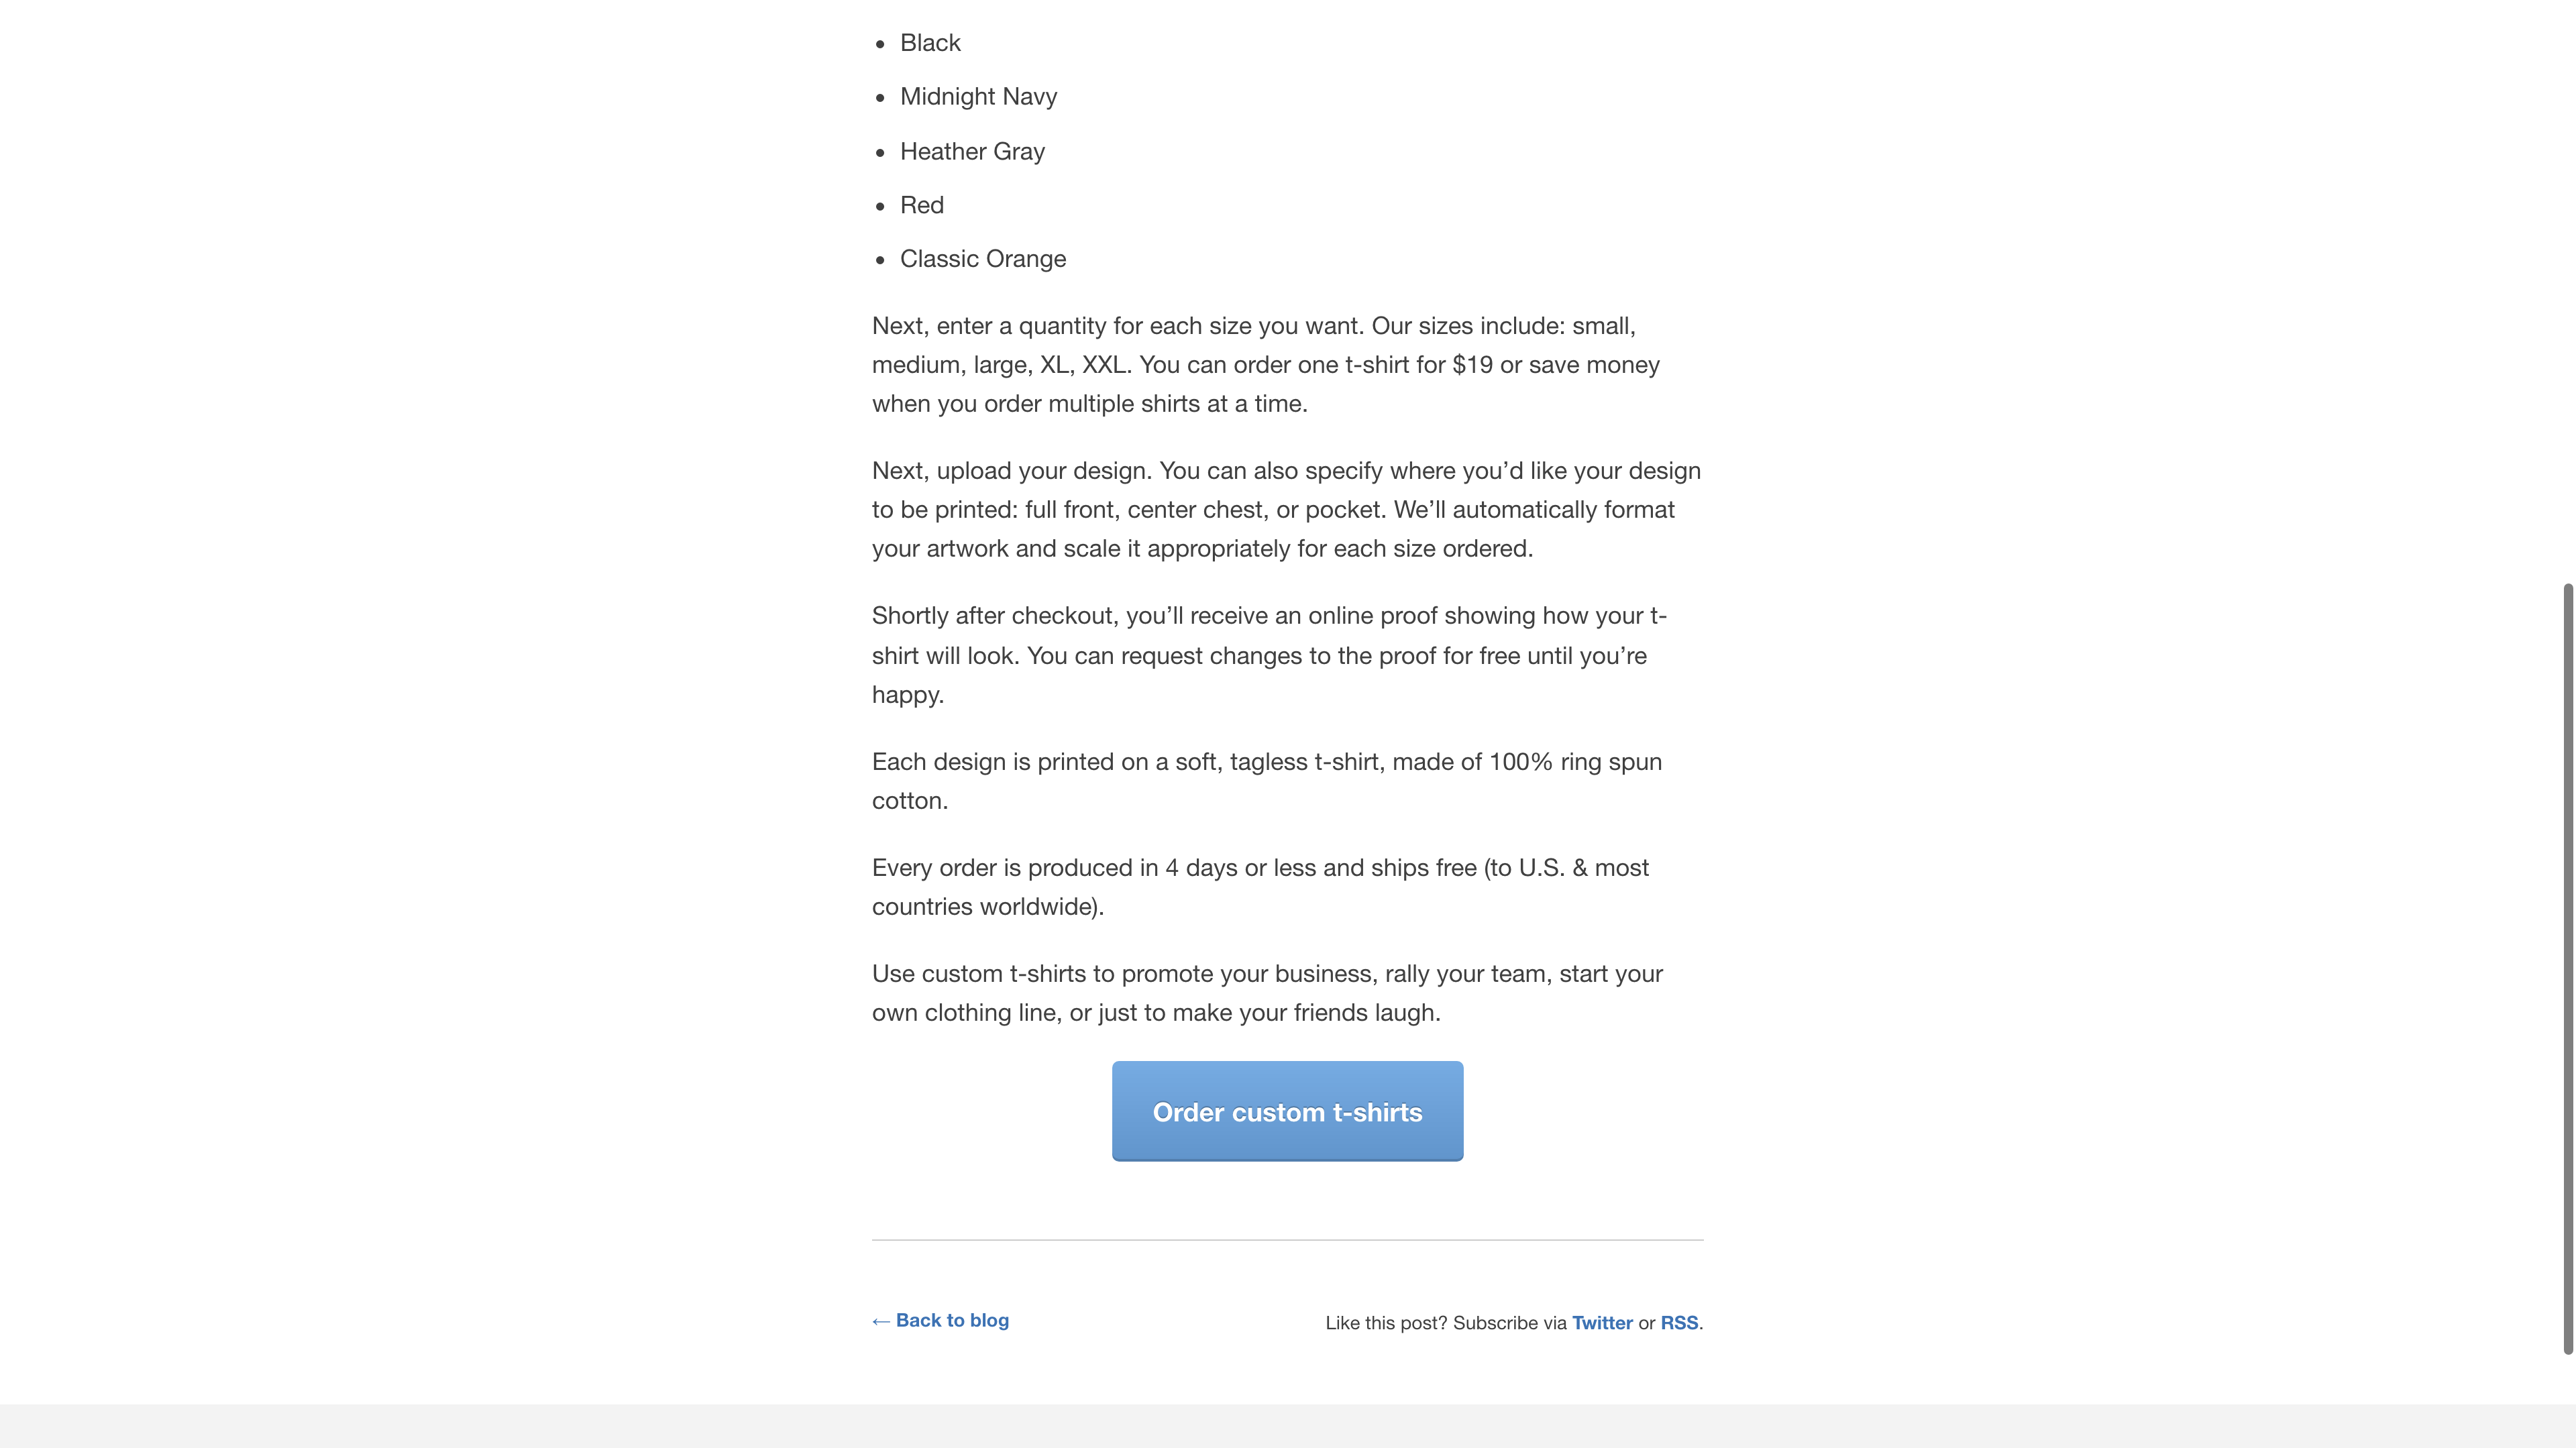 • Black
• Midnight Navy
• Heather Gray
• Red
• Classic Orange
Next, enter a quantity for each size you want. Our sizes include: small,
medium, large, XL, XXL. You can order one t-shirt for $19 or save money
when you order multiple shirts at a time.
Next, upload your design. You can also specify where you’d like your design
to be printed: full front, center chest, or pocket. We’ll automatically format
your artwork and scale it appropriately for each size ordered.
Shortly after checkout, you’ll receive an online proof showing how your t-
shirt will look. You can request changes to the proof for free until you’re
happy.
Each design is printed on a soft, tagless t-shirt, made of 100% ring spun
cotton.
Every order is produced in 4 days or less and ships free (to U.S. & most
countries worldwide).
Use custom t-shirts to promote your business, rally your team, start your
own clothing line, or just to make your friends laugh.
Order custom t-shirts
← Back to blog
Like this post? Subscribe via Twitter or RSS.